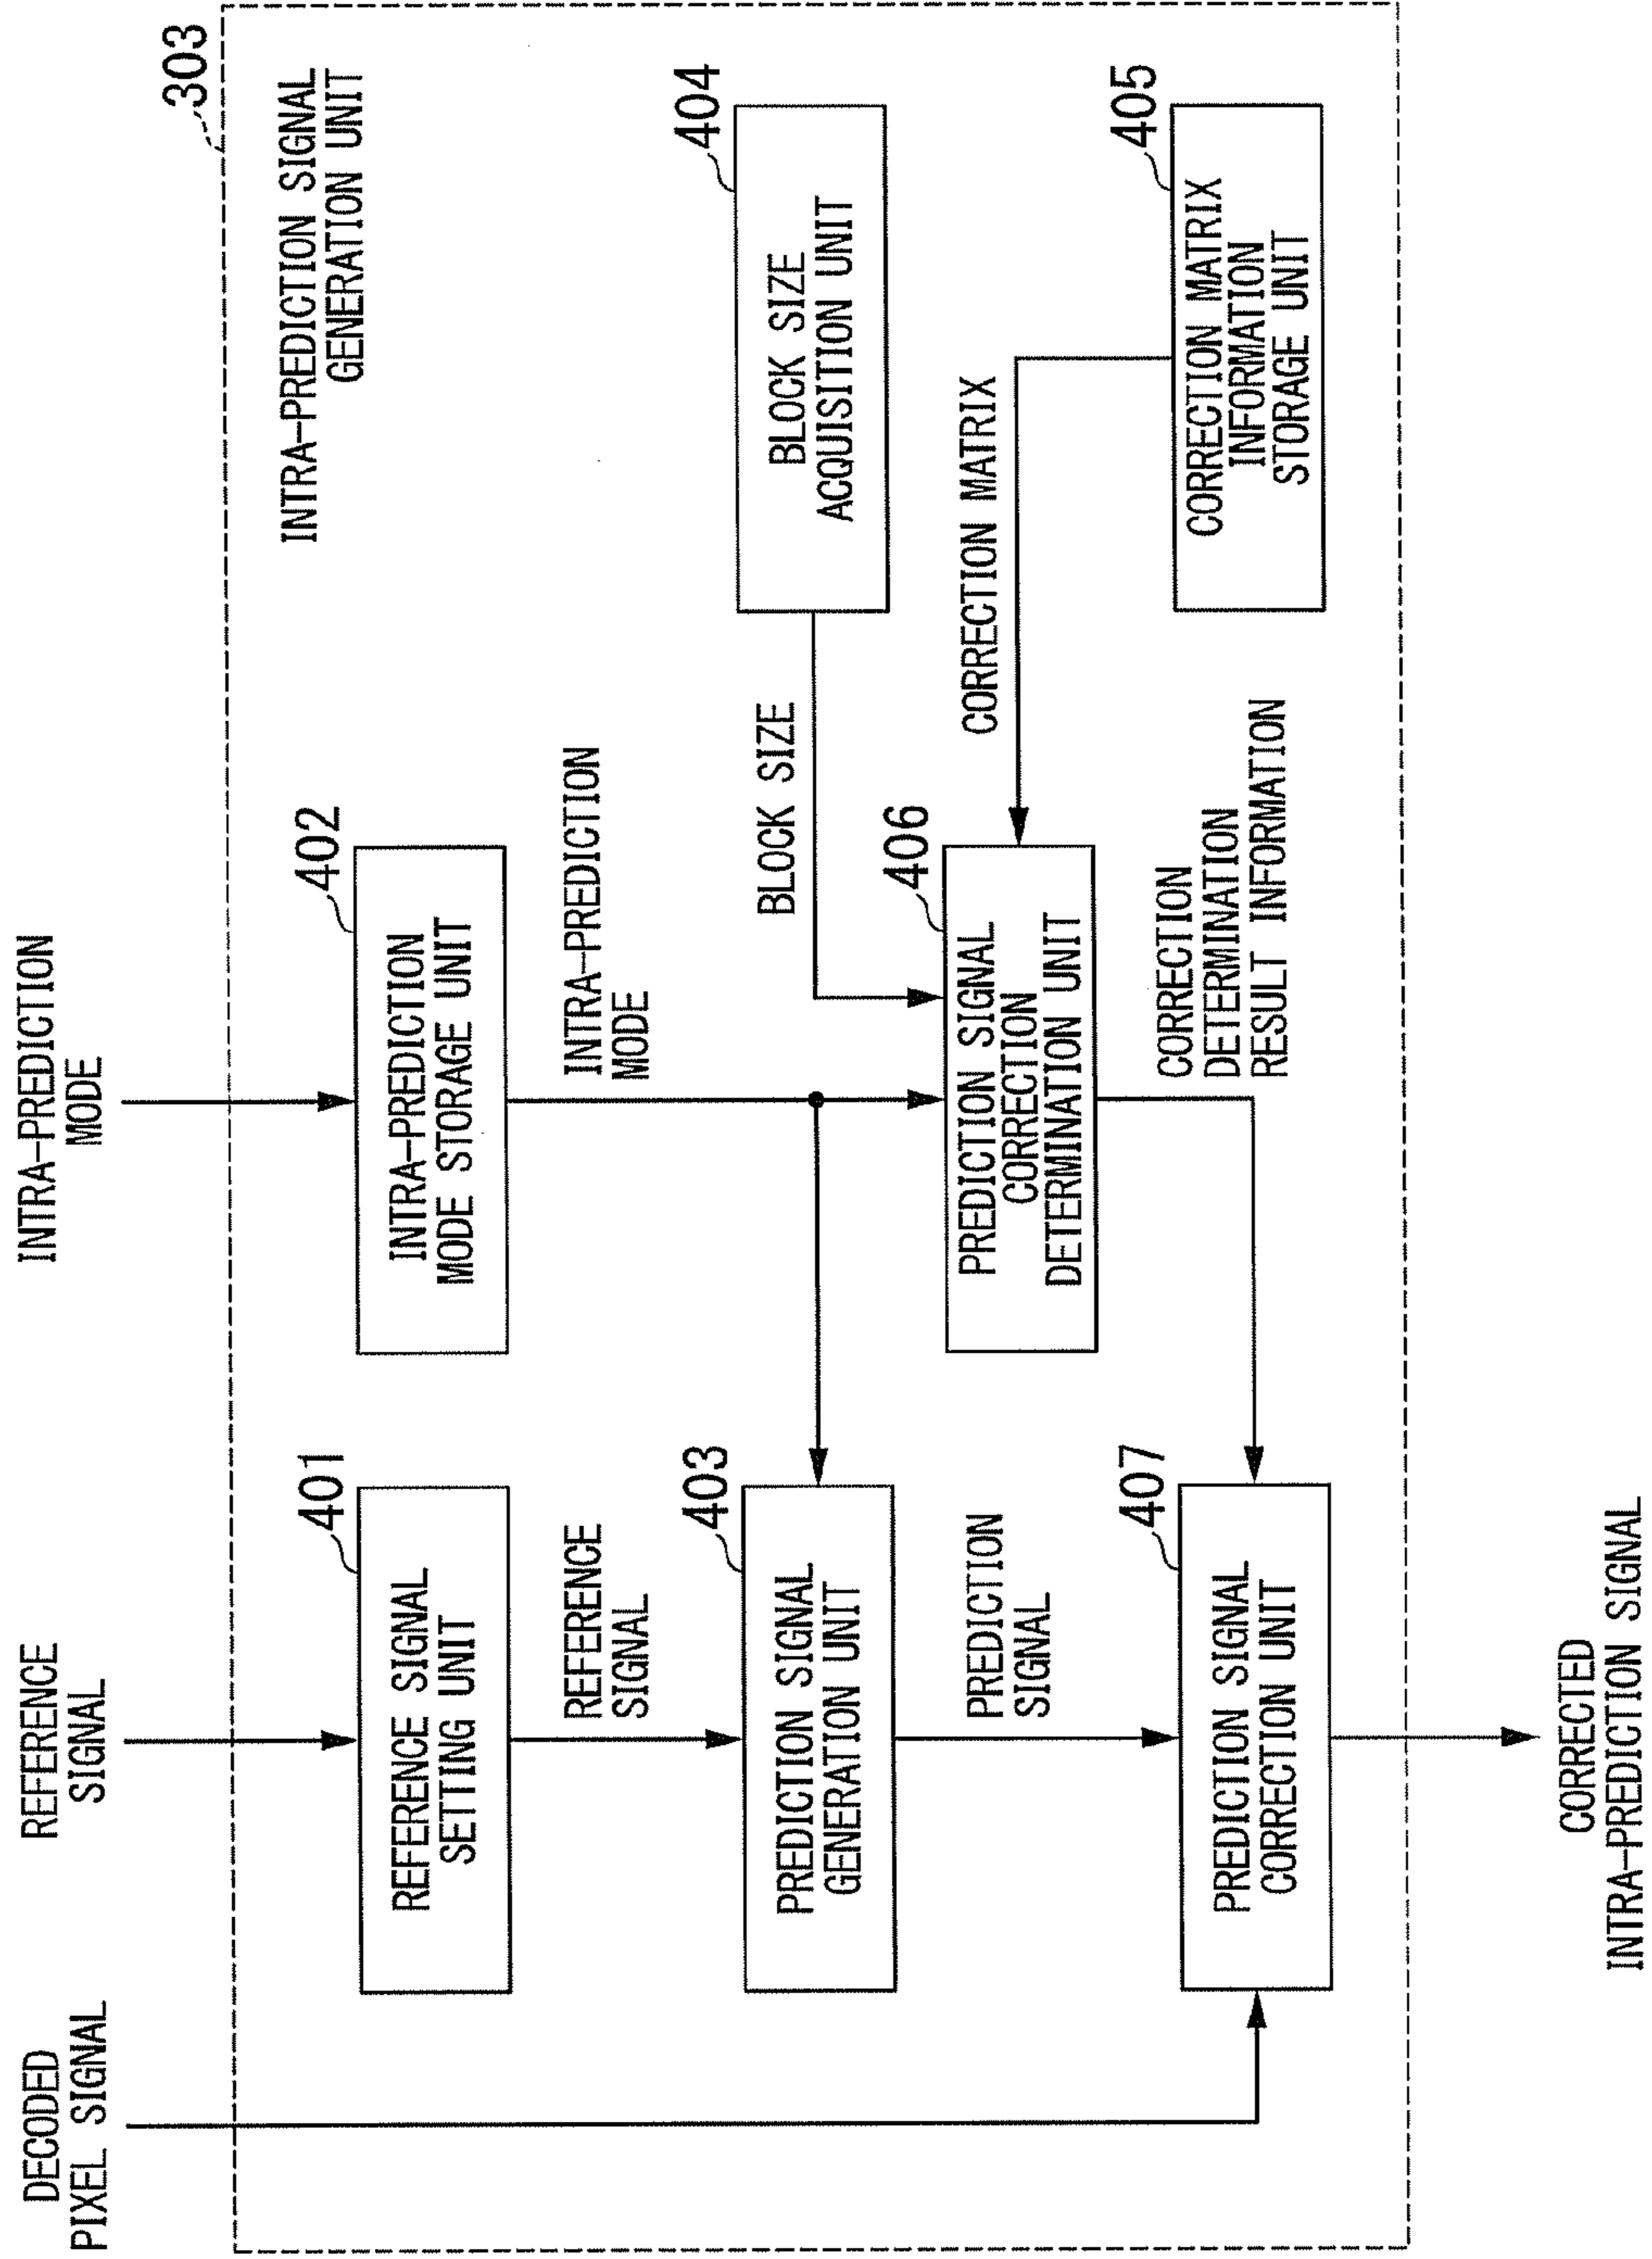 DECODED
PIXEL SIGNAL
REFERENCE
SIGNAL
INTRA-PREDICTION
MODE
303
INTRA-PREDICTION SIGNAL
GENERATION UNIT
401
REFERENCE SIGNAL
SETTING UNIT
402
INTRA-PREDICTION
MODE STORAGE UNIT
REFERENCE
SIGNAL
INTRA-PREDICTION
MODE
403
PREDICTION SIGNAL
GENERATION UNIT
BLOCK SIZE
404
BLOCK SIZE
ACQUISITION UNIT
406
PREDICTION SIGNAL
CORRECTION
DETERMINATION UNIT
CORRECTION MATRIX
405
CORRECTION MATRIX
INFORMATION
STORAGE UNIT
PREDICTION
SIGNAL
CORRECTION
DETERMINATION
RESULT INFORMATION
407
PREDICTION SIGNAL
CORRECTION UNIT
CORRECTED
INTRA-PREDICTION SIGNAL